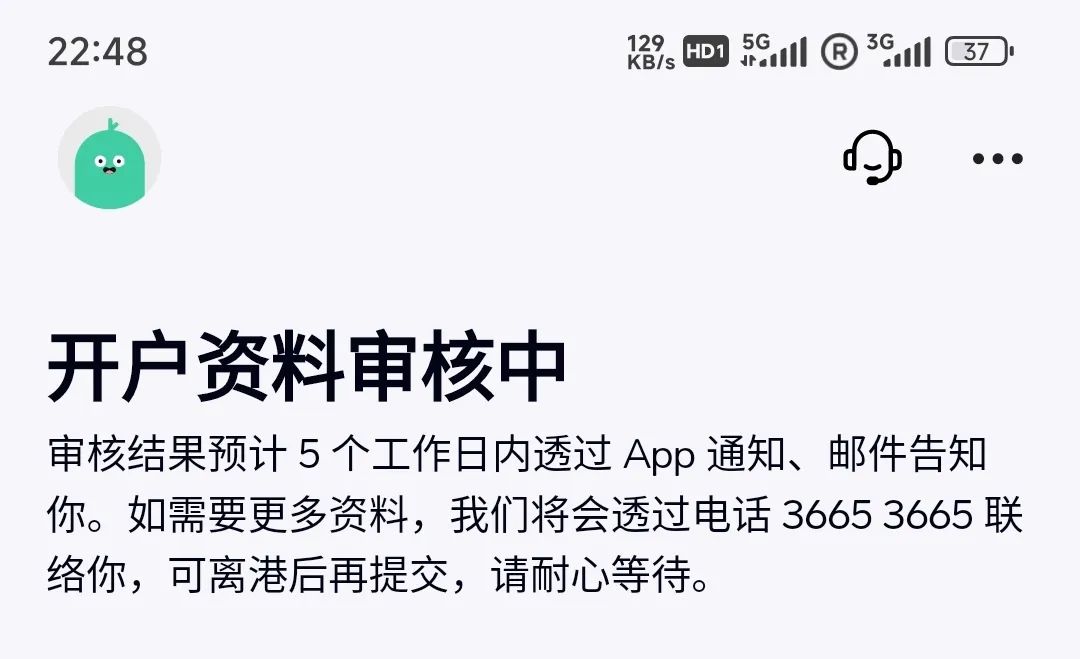 22:48
129 KB/s HD1 5G R 3G 37
开户资料审核中
审核结果预计 5 个工作日内透过 App 通知、邮件告知
你。如需要更多资料，我们将会透过电话 3665 3665 联
络你，可离港后再提交，请耐心等待。